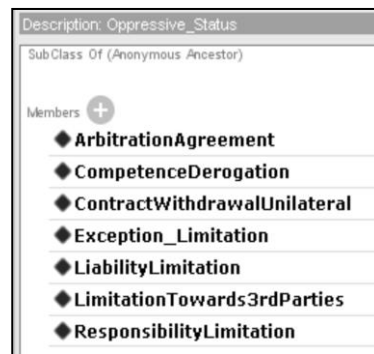 Description: Oppressive_Status
SubClass Of (Anonymous Ancestor)
Members
ArbitrationAgreement
CompetenceDerogation
ContractWithdrawalUnilateral
Exception_Limitation
LiabilityLimitation
LimitationTowards3rdParties
ResponsibilityLimitation